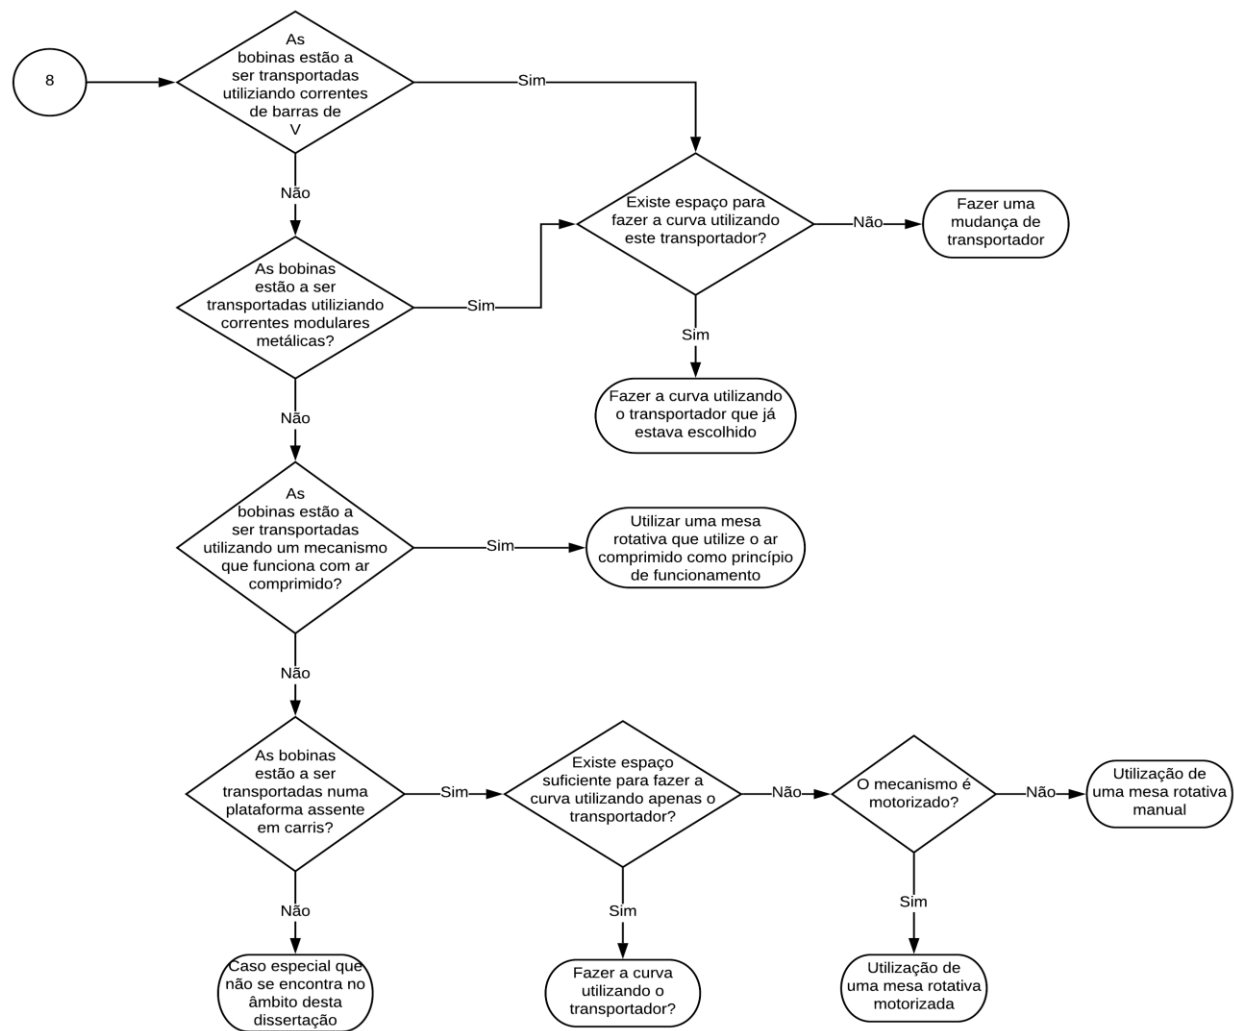 8
As
bobinas estão a
ser transportadas
utiliziando correntes
de barras de
V
Sim
Não
Existe espaço para
fazer a curva utilizando
este transportador?
Não
Fazer uma
mudança de
transportador
As bobinas
estão a ser
transportadas utiliziando
correntes modulares
metálicas?
Sim
Sim
Fazer a curva utilizando
o transportador que já
estava escolhido
Não
As
bobinas estão a
ser transportadas
utilizando um mecanismo
que funciona com ar
comprimido?
Sim
Utilizar uma mesa
rotativa que utilize o ar
comprimido como princípio
de funcionamento
Não
As bobinas
estão a ser
transportadas numa
plataforma assente
em carris?
Sim
Existe espaço
suficiente para fazer a
curva utilizando apenas o
transportador?
Não
O mecanismo é
motorizado?
Não
Utilização de
uma mesa rotativa
manual
Não
Sim
Sim
Caso especial que
não se encontra no
âmbito desta
dissertação
Fazer a curva
utilizando o
transportador?
Utilização de
uma mesa rotativa
motorizada